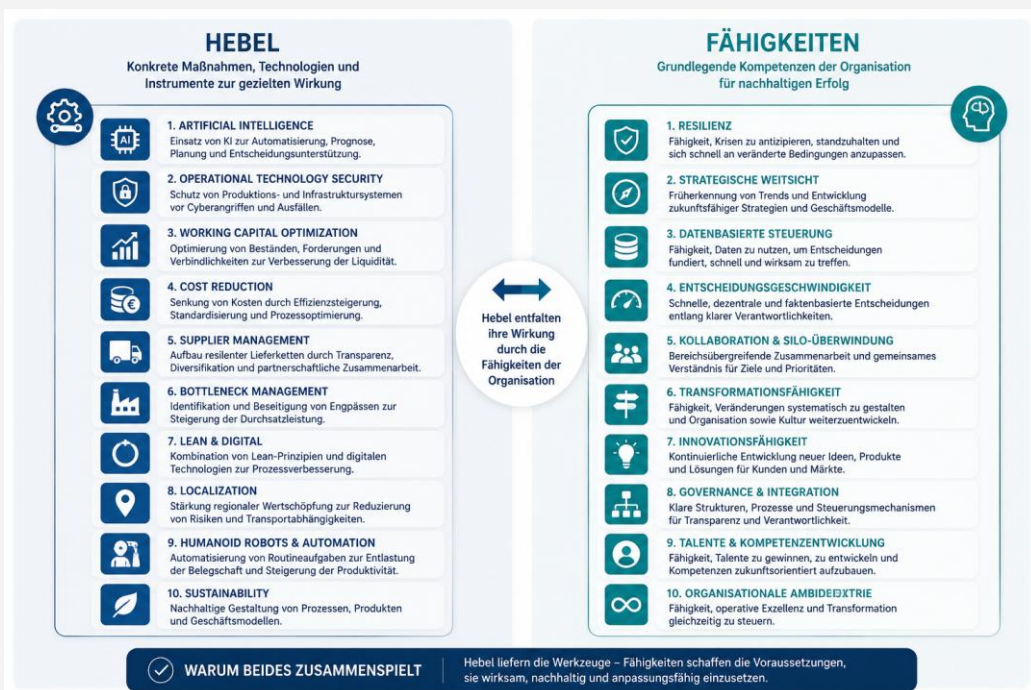 HEBEL
Konkrete Maßnahmen, Technologien und
Instrumente zur gezielten Wirkung
AI
1. ARTIFICIAL INTELLIGENCE
Einsatz von KI zur Automatisierung, Prognose,
Planung und Entscheidungsunterstützung.
2. OPERATIONAL TECHNOLOGY SECURITY
Schutz von Produktions- und Infrastruktursystemen
vor Cyberangriffen und Ausfällen.
3. WORKING CAPITAL OPTIMIZATION
Optimierung von Beständen, Forderungen und
Verbindlichkeiten zur Verbesserung der Liquidität.
4. COST REDUCTION
Senkung von Kosten durch Effizienzsteigerung,
Standardisierung und Prozessoptimierung.
5. SUPPLIER MANAGEMENT
Aufbau resilienter Lieferketten durch Transparenz,
Diversifikation und partnerschaftliche Zusammenarbeit.
6. BOTTLENECK MANAGEMENT
Identifikation und Beseitigung von Engpässen zur
Steigerung der Durchsatzleistung.
7. LEAN & DIGITAL
Kombination von Lean-Prinzipien und digitalen
Technologien zur Prozessverbesserung.
8. LOCALIZATION
Stärkung regionaler Wertschöpfung zur Reduzierung
von Risiken und Transportabhängigkeiten.
9. HUMANOID ROBOTS & AUTOMATION
Automatisierung von Routineaufgaben zur Entlastung
der Belegschaft und Steigerung der Produktivität.
10. SUSTAINABILITY
Nachhaltige Gestaltung von Prozessen, Produkten
und Geschäftsmodellen.
Hebel entfalten
ihre Wirkung
durch die
Fähigkeiten der
Organisation
FÄHIGKEITEN
Grundlegende Kompetenzen der Organisation
für nachhaltigen Erfolg
1. RESILIENZ
Fähigkeit, Krisen zu antizipieren, standzuhalten und
sich schnell an veränderte Bedingungen anzupassen.
2. STRATEGISCHE WEITSICHT
Früherkennung von Trends und Entwicklung
zukunftsfähiger Strategien und Geschäftsmodelle.
3. DATENBASIERTE STEUERUNG
Fähigkeit, Daten zu nutzen, um Entscheidungen
fundiert, schnell und wirksam zu treffen.
4. ENTSCHEIDUNGSGESCHWINDIGKEIT
Schnelle, dezentrale und faktenbasierte Entscheidungen
entlang klarer Verantwortlichkeiten.
5. KOLLABORATION & SILO-ÜBERWINDUNG
Bereichsübergreifende Zusammenarbeit und gemeinsames
Verständnis für Ziele und Prioritäten.
6. TRANSFORMATIONSFÄHIGKEIT
Fähigkeit, Veränderungen systematisch zu gestalten
und Organisation sowie Kultur weiterzuentwickeln.
7. INNOVATIONSFÄHIGKEIT
Kontinuierliche Entwicklung neuer Ideen, Produkte
und Lösungen für Kunden und Märkte.
8. GOVERNANCE & INTEGRATION
Klare Strukturen, Prozesse und Steuerungsmechanismen
für Transparenz und Verantwortlichkeit.
9. TALENTE & KOMPETENZENTWICKLUNG
Fähigkeit, Talente zu gewinnen, zu entwickeln und
Kompetenzen zukunftsorientiert aufzubauen.
10. ORGANISATIONALE
Fähigkeit, operative Exzellenz und Transformation
gleichzeitig zu steuern.
WARUM BEIDES ZUSAMMENSPIELT
Hebel liefern die Werkzeuge – Fähigkeiten schaffen die Voraussetzungen,
sie wirksam, nachhaltig und anpassungsfähig einzusetzen.